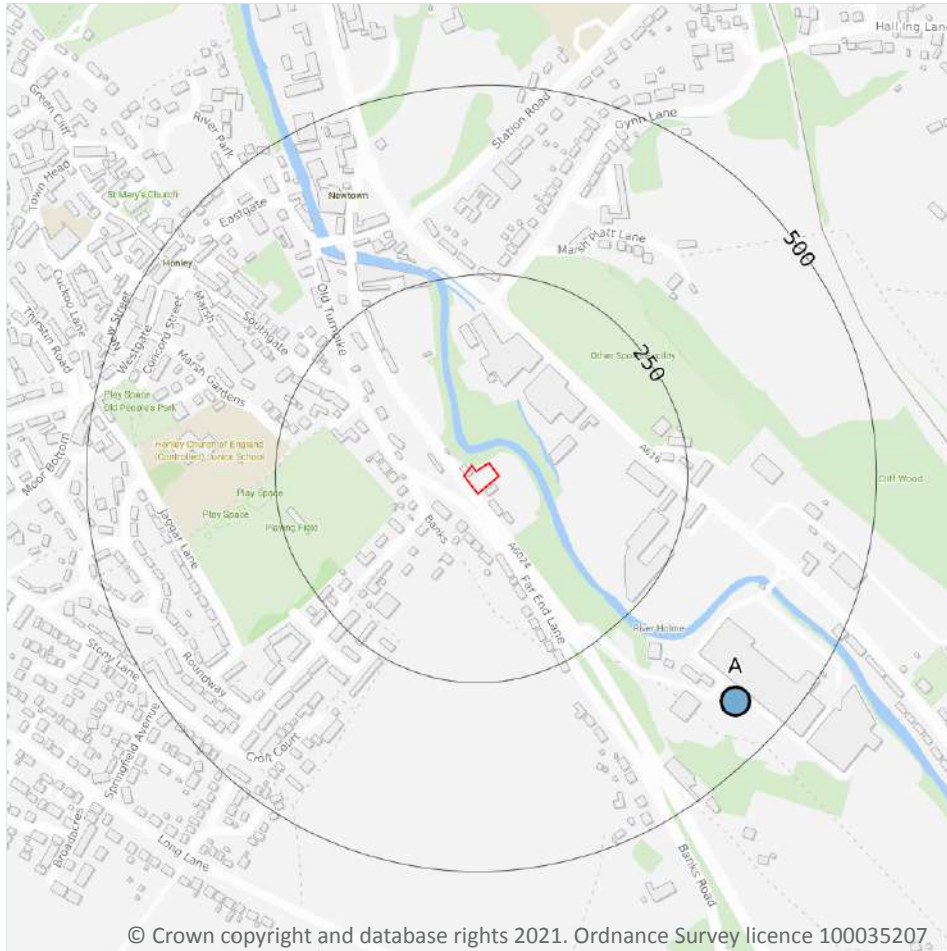 Halling Lane
Green Cliff
River Park
Station Road
Gynn Lane
Town Head
St Mary's Church
Newtown
Eastgate
Marsh Platt Lane
500
Honley
Cuckoo Lane
New Street
Marsh
Southgate
Old Turnpike
Thirstin Road
Westgate
Concord Street
Other Sports Facility
250
Marsh Gardens
Play Space
Old People's Park
Moor Bottom
Honley Church of England
(Controlled) Junior School
A616
Cliff Wood
Play Space
Play Space
Playing Field
Jaggar Lane
Banks
A6024
Far End Lane
River Holme
Stony Lane
Roundway
A
Springfield Avenue
Croft Court
Broadacres
Long Lane
Banks Road
© Crown copyright and database rights 2021. Ordnance Survey licence 100035207